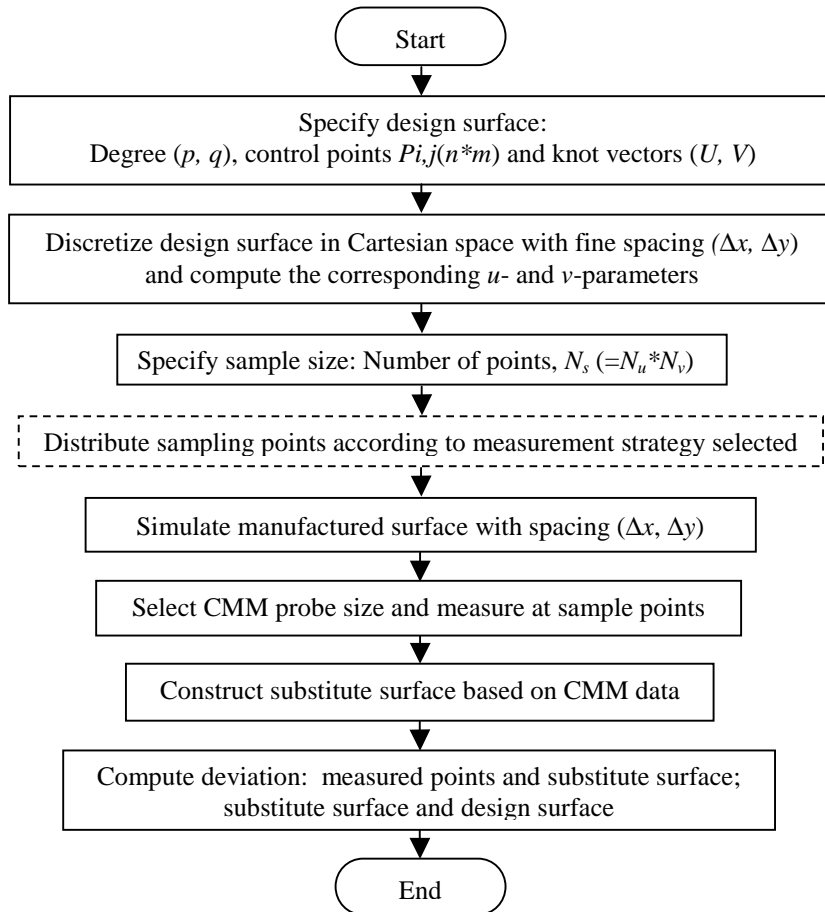 Start
Specify design surface:
Degree (p, q), control points Pi,j(n*m) and knot vectors (U, V)
Discretize design surface in Cartesian space with fine spacing (Δx, Δy)
and compute the corresponding u- and v-parameters
Specify sample size: Number of points, Ns (=Nu*Nv)
Distribute sampling points according to measurement strategy selected
Simulate manufactured surface with spacing (Δx, Δy)
Select CMM probe size and measure at sample points
Construct substitute surface based on CMM data
Compute deviation: measured points and substitute surface;
substitute surface and design surface
End